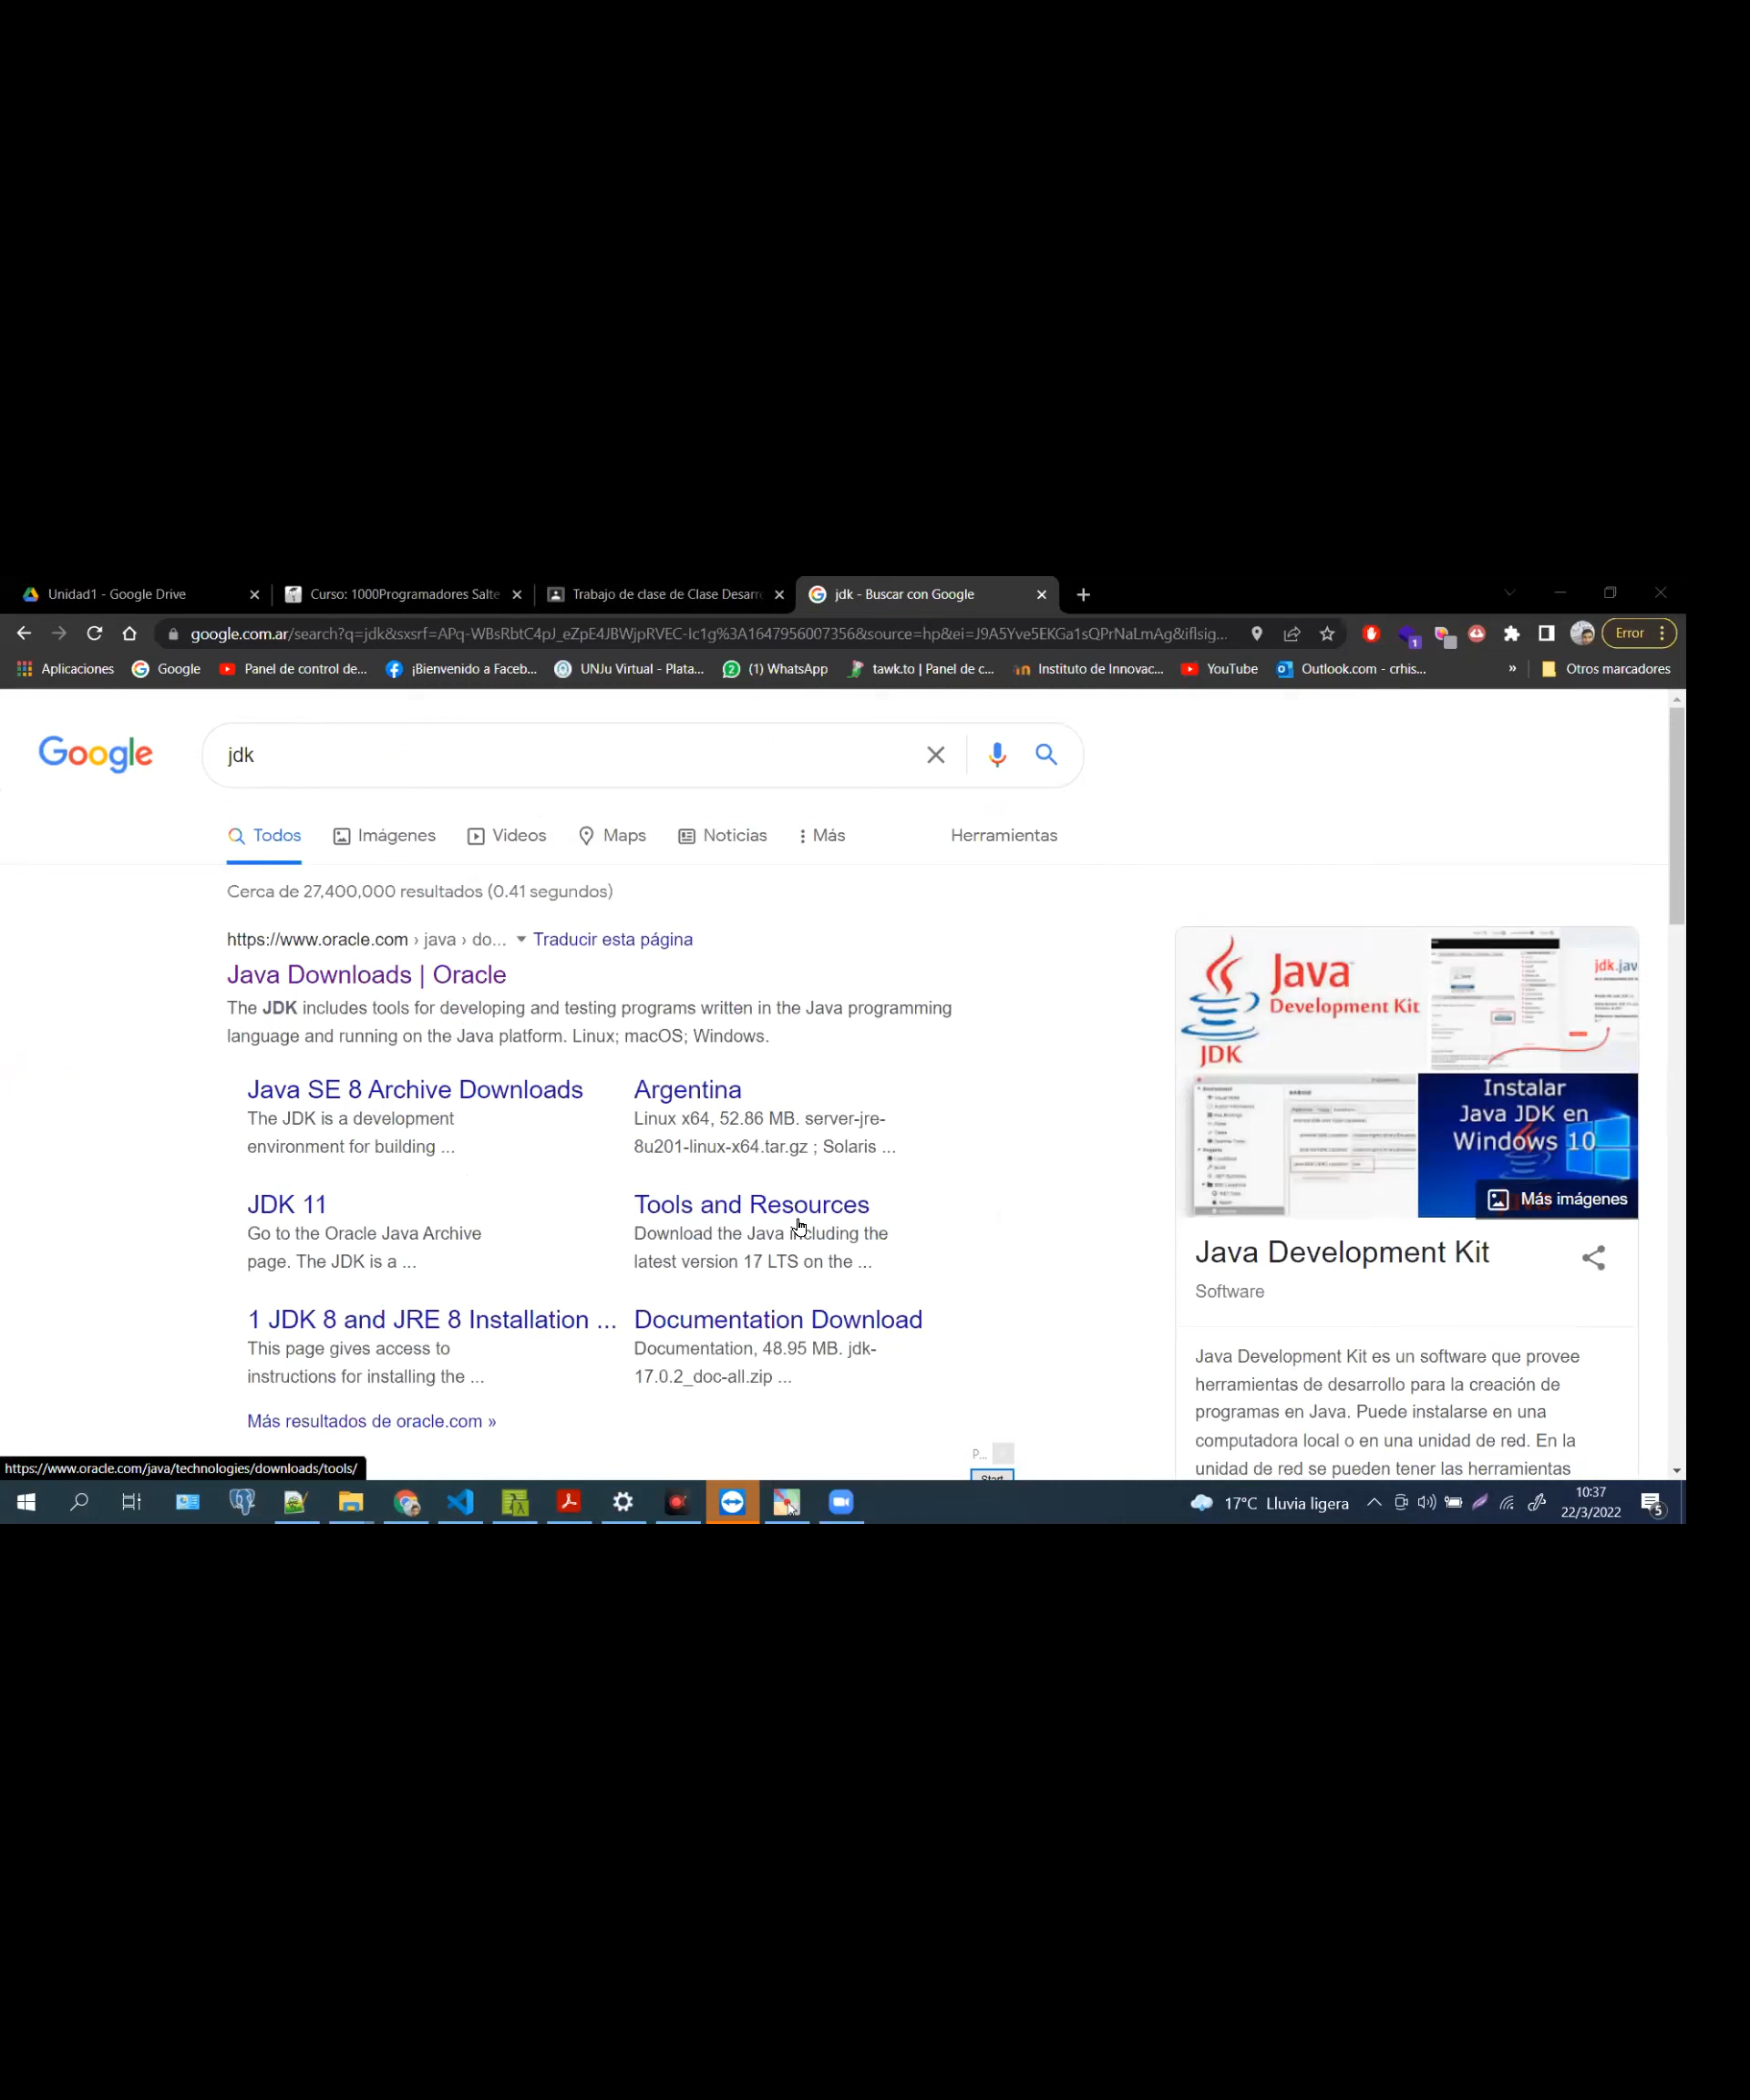 Unidad1 - Google Drive
Curso: 1000Programadores Salte
Trabajo de clase de Clase Desarr
jdk - Buscar con Google
google.com.ar/search?q=jdk&sxsrf=APq-WBsRbtC4pJ_eZpE4JBWjpRVEC-Ic1g%3A1647956007356&source=hp&ei=J9A5Yve5EKGa1sQPrNaLmAg&iflsig...
Error
Aplicaciones
Google
Panel de control de...
¡Bienvenido a Faceb...
UNJu Virtual - Plata...
(1) WhatsApp
tawk.to | Panel de c...
Instituto de Innovac...
YouTube
Outlook.com - crhis...
»
Otros marcadores
Google
jdk
Todos
Imágenes
Videos
Maps
Noticias
Más
Herramientas
Cerca de 27,400,000 resultados (0.41 segundos)
https://www.oracle.com › java › do...
Traducir esta página
Java Downloads | Oracle
The JDK includes tools for developing and testing programs written in the Java programming
language and running on the Java platform. Linux; macOS; Windows.
Java SE 8 Archive Downloads
The JDK is a development
environment for building ...
Argentina
Linux x64, 52.86 MB. server-jre-
8u201-linux-x64.tar.gz ; Solaris ...
JDK 11
Go to the Oracle Java Archive
page. The JDK is a ...
Tools and Resources
Download the Java including the
latest version 17 LTS on the ...
1 JDK 8 and JRE 8 Installation ...
This page gives access to
instructions for installing the ...
Documentation Download
Documentation, 48.95 MB. jdk-
17.0.2_doc-all.zip ...
Más resultados de oracle.com »
Java
Development Kit
JDK
jdk.jav
Instalar
Java JDK en
Windows 10
Más imágenes
Java Development Kit
Software
Java Development Kit es un software que provee
herramientas de desarrollo para la creación de
programas en Java. Puede instalarse en una
computadora local o en una unidad de red. En la
unidad de red se pueden tener las herramientas
P...
Start
https://www.oracle.com/java/technologies/downloads/tools/
17°C Lluvia ligera
10:37
22/3/2022
5